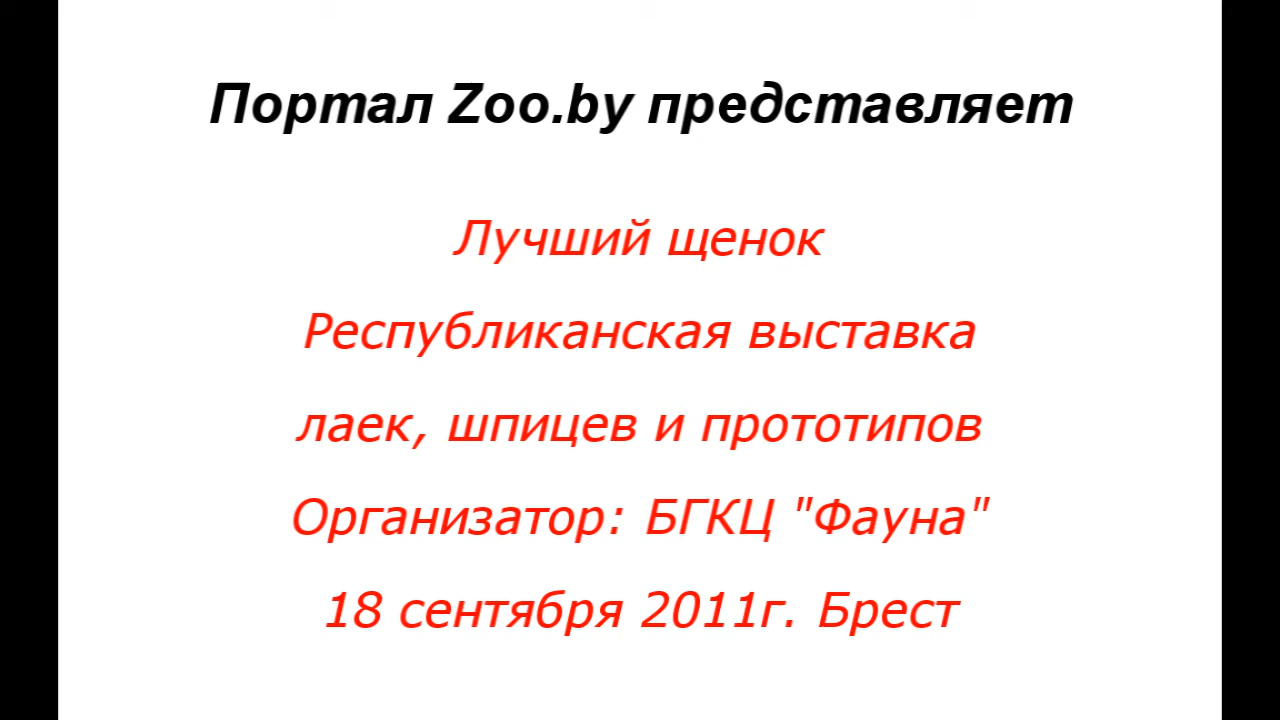 Портал Zoo.by представляет
Лучший щенок
Республиканская выставка
лаек, шпицев и прототипов
Организатор: БГКЦ "Фауна"
18 сентября 2011г. Брест